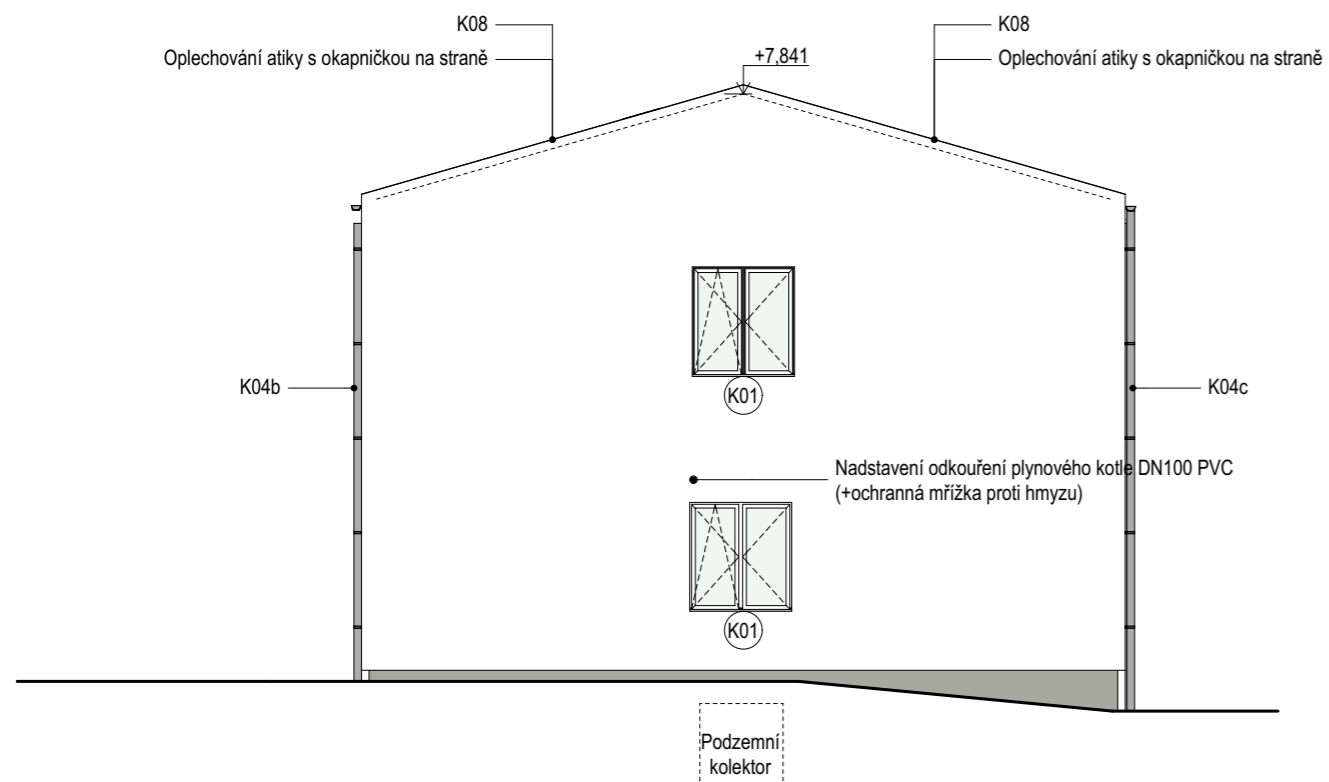 K08
Oplechování atiky s okapničkou na straně
+7,841
K08
Oplechování atiky s okapničkou na straně
K01
K04b
K04c
Nadstavení odkouření plynového kotle DN100 PVC
(+ochranná mřížka proti hmyzu)
K01
Podzemní
kolektor